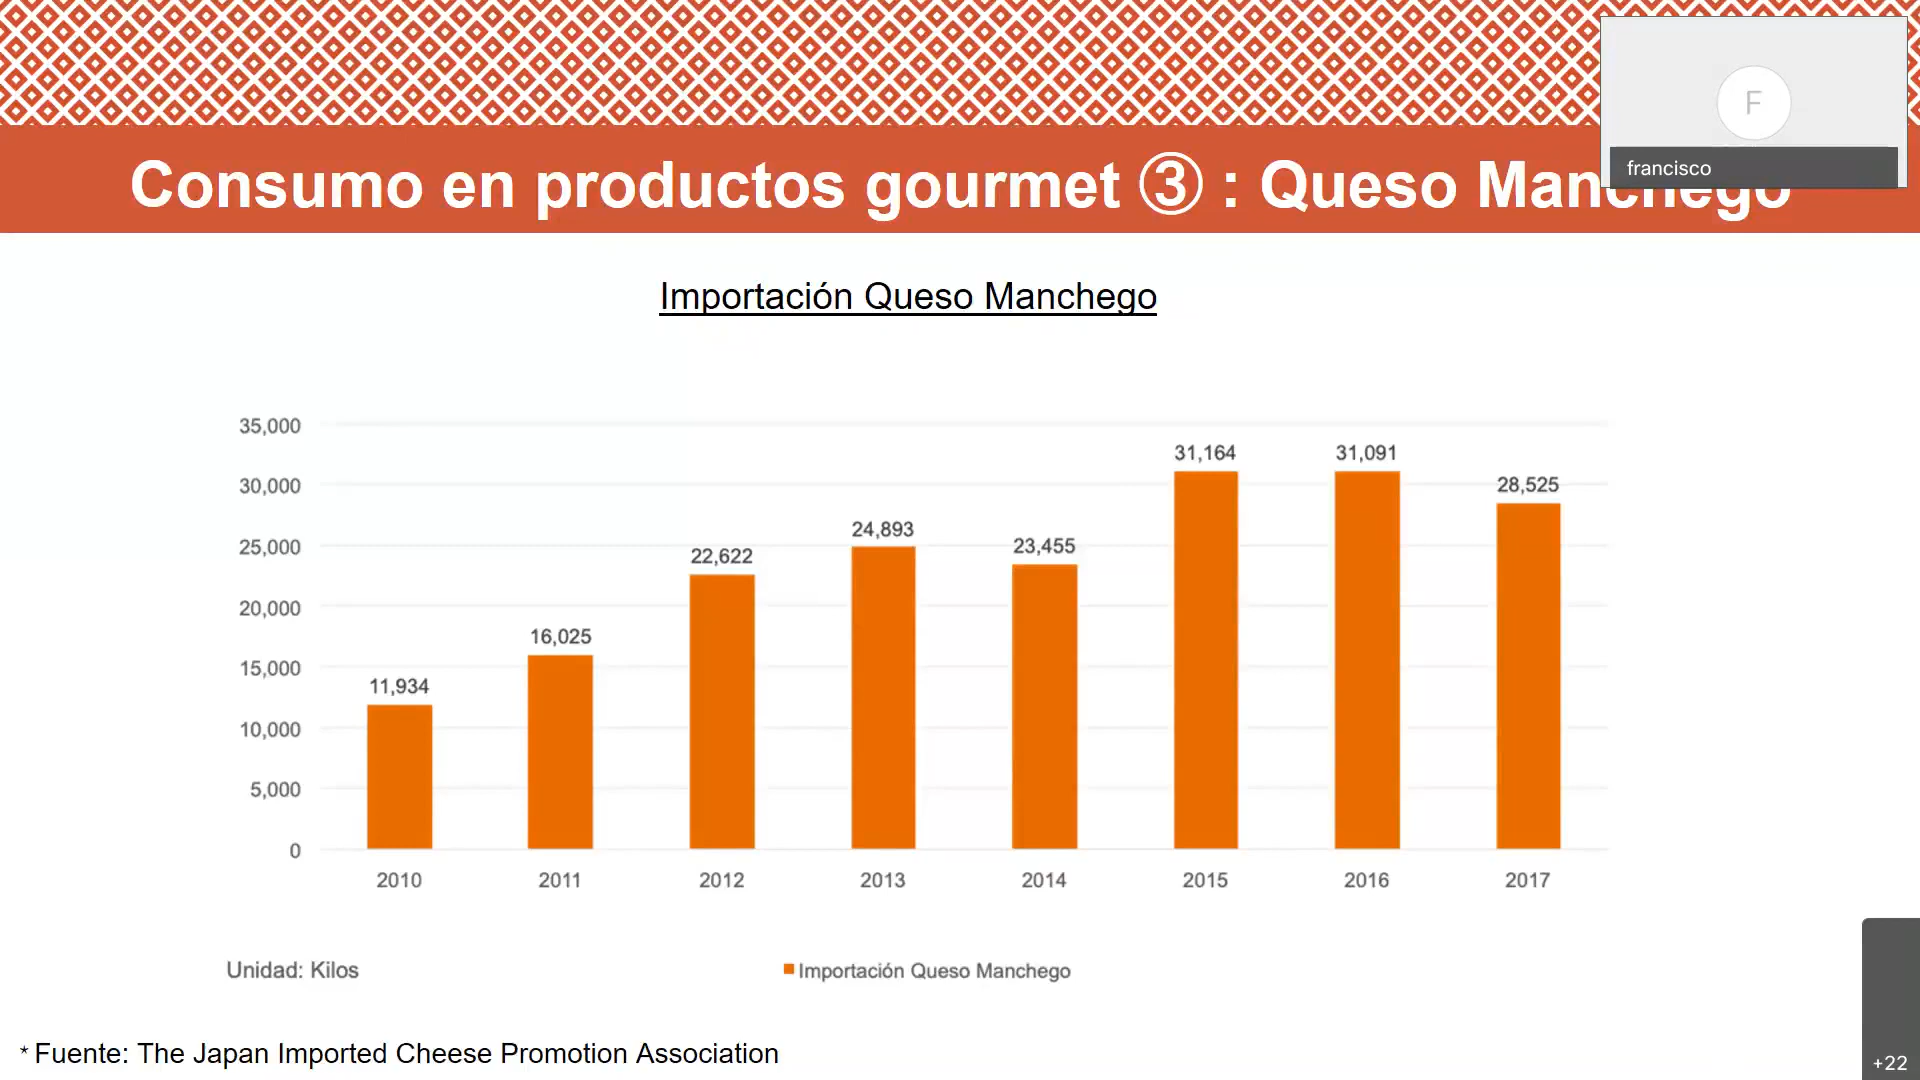 F
francisco
Consumo en productos gourmet ③ : Queso Manchego
Importación Queso Manchego
35,000
30,000
25,000
20,000
15,000
10,000
5,000
0
11,934
16,025
22,622
24,893
23,455
31,164
31,091
28,525
2010 2011 2012 2013 2014 2015 2016 2017
Unidad: Kilos
Importación Queso Manchego
* Fuente: The Japan Imported Cheese Promotion Association
+22